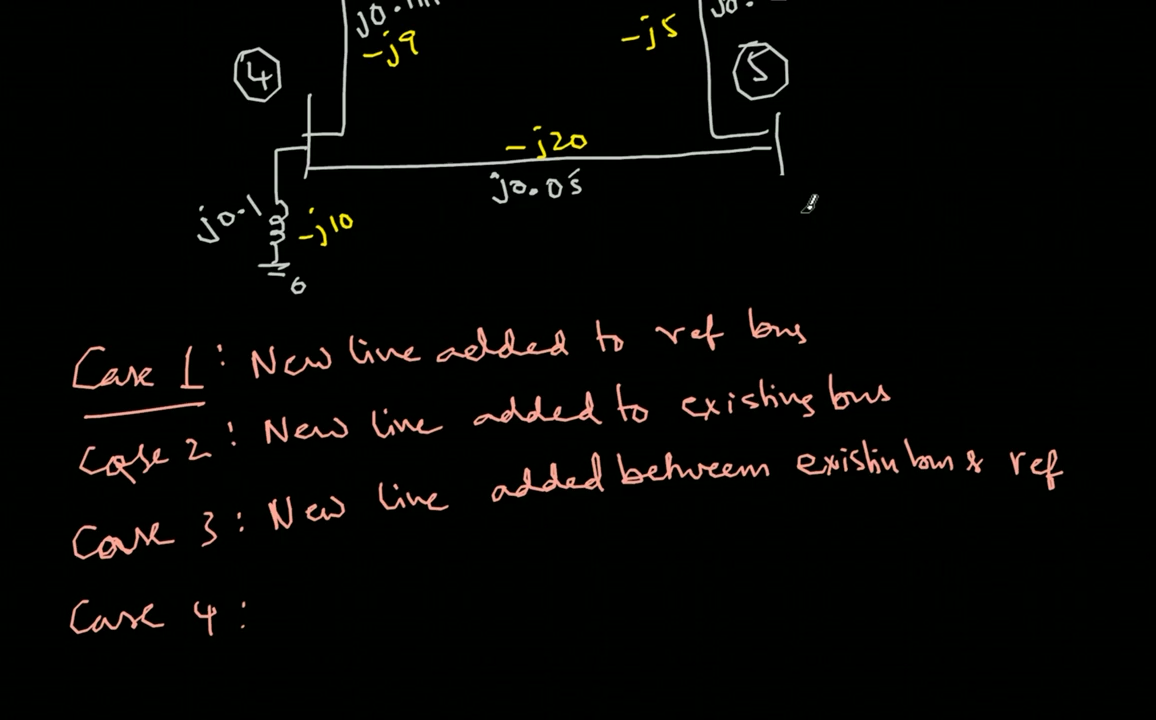 -j9
-j5
4
5
-j20
j0.05
j0.1
-j10
0
Case 1: New line added to ref bus
Case 2: New line added to existing bus
Case 3: New line added between existin bus & ref
Case 4: